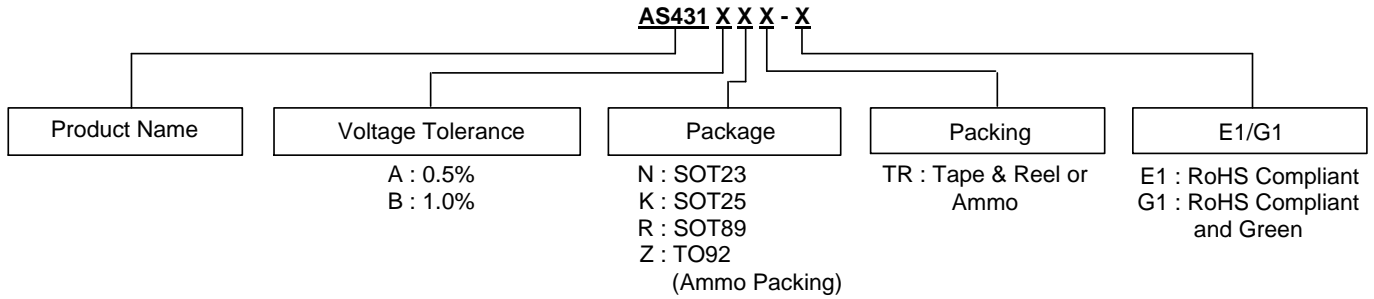 AS431 X X X - X
Product Name
Voltage Tolerance
A : 0.5%
B : 1.0%
Package
N : SOT23
K : SOT25
R : SOT89
Z : TO92
(Ammo Packing)
Packing
TR : Tape & Reel or
Ammo
E1/G1
E1 : RoHS Compliant
G1 : RoHS Compliant
and Green